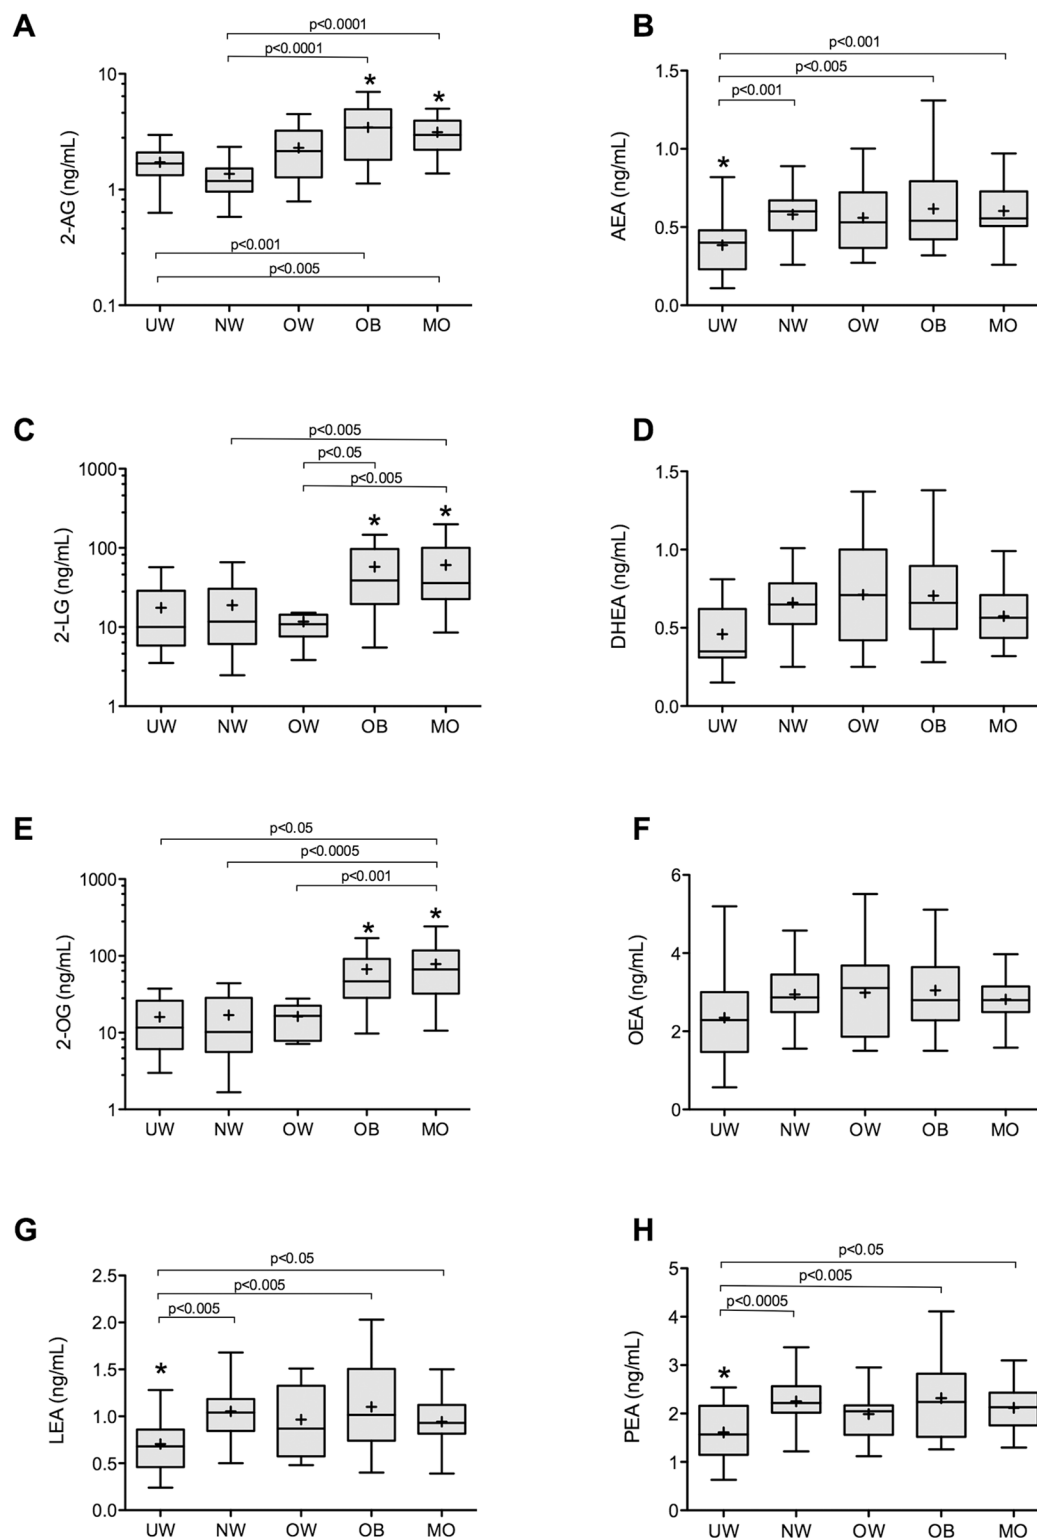 A
p<0.0001
p<0.0001
10
*
*
2-AG (ng/mL)
1
p<0.001
p<0.005
0.1
UW NW OW OB MO
B
p<0.001
p<0.005
p<0.001
1.5
1.0
*
AEA (ng/mL)
0.5
0.0
UW NW OW OB MO
C
p<0.005
p<0.05
p<0.005
1000
*
*
100
2-LG (ng/mL)
10
1
UW NW OW OB MO
D
1.5
1.0
DHEA (ng/mL)
0.5
0.0
UW NW OW OB MO
E
p<0.05
p<0.0005
p<0.001
1000
*
*
100
2-OG (ng/mL)
10
1
UW NW OW OB MO
F
6
4
OEA (ng/mL)
2
0
UW NW OW OB MO
G
p<0.05
p<0.005
p<0.005
2.5
2.0
1.5
*
LEA (ng/mL)
1.0
0.5
0.0
UW NW OW OB MO
H
p<0.05
p<0.005
p<0.0005
5
4
3
*
PEA (ng/mL)
2
1
0
UW NW OW OB MO